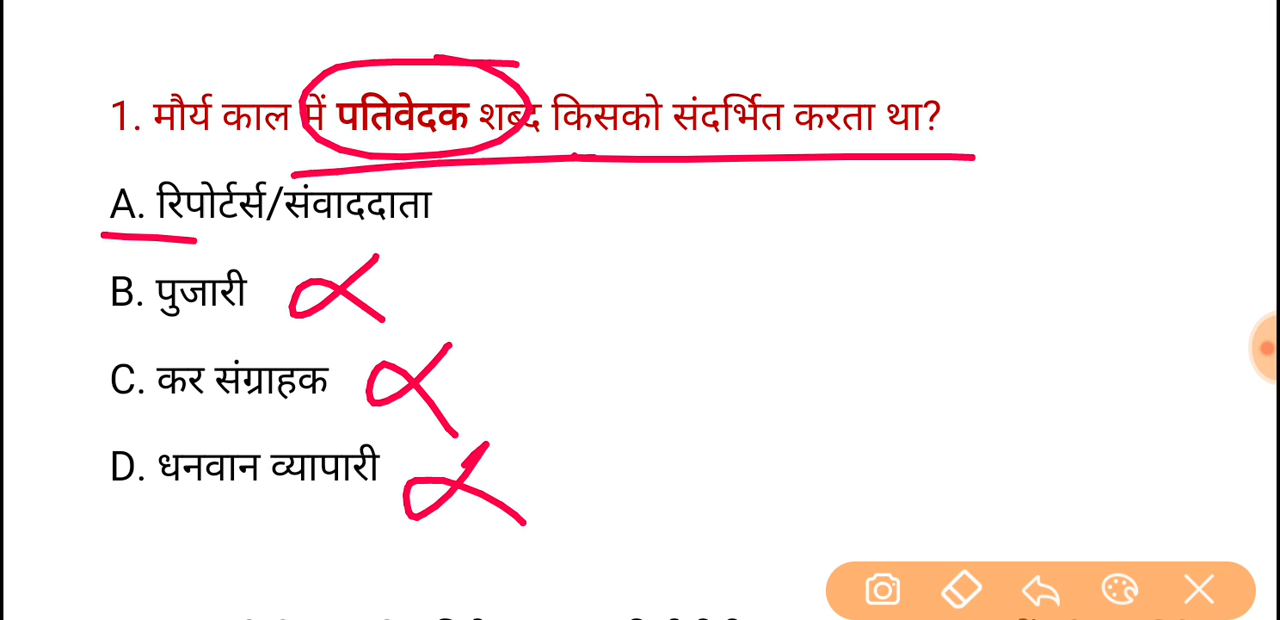 1. मौर्य काल में पतिवेदक शब्द किसको संदर्भित करता था?
A. रिपोर्टर्स/संवाददाता
B. पुजारी
C. कर संग्राहक
D. धनवान व्यापारी